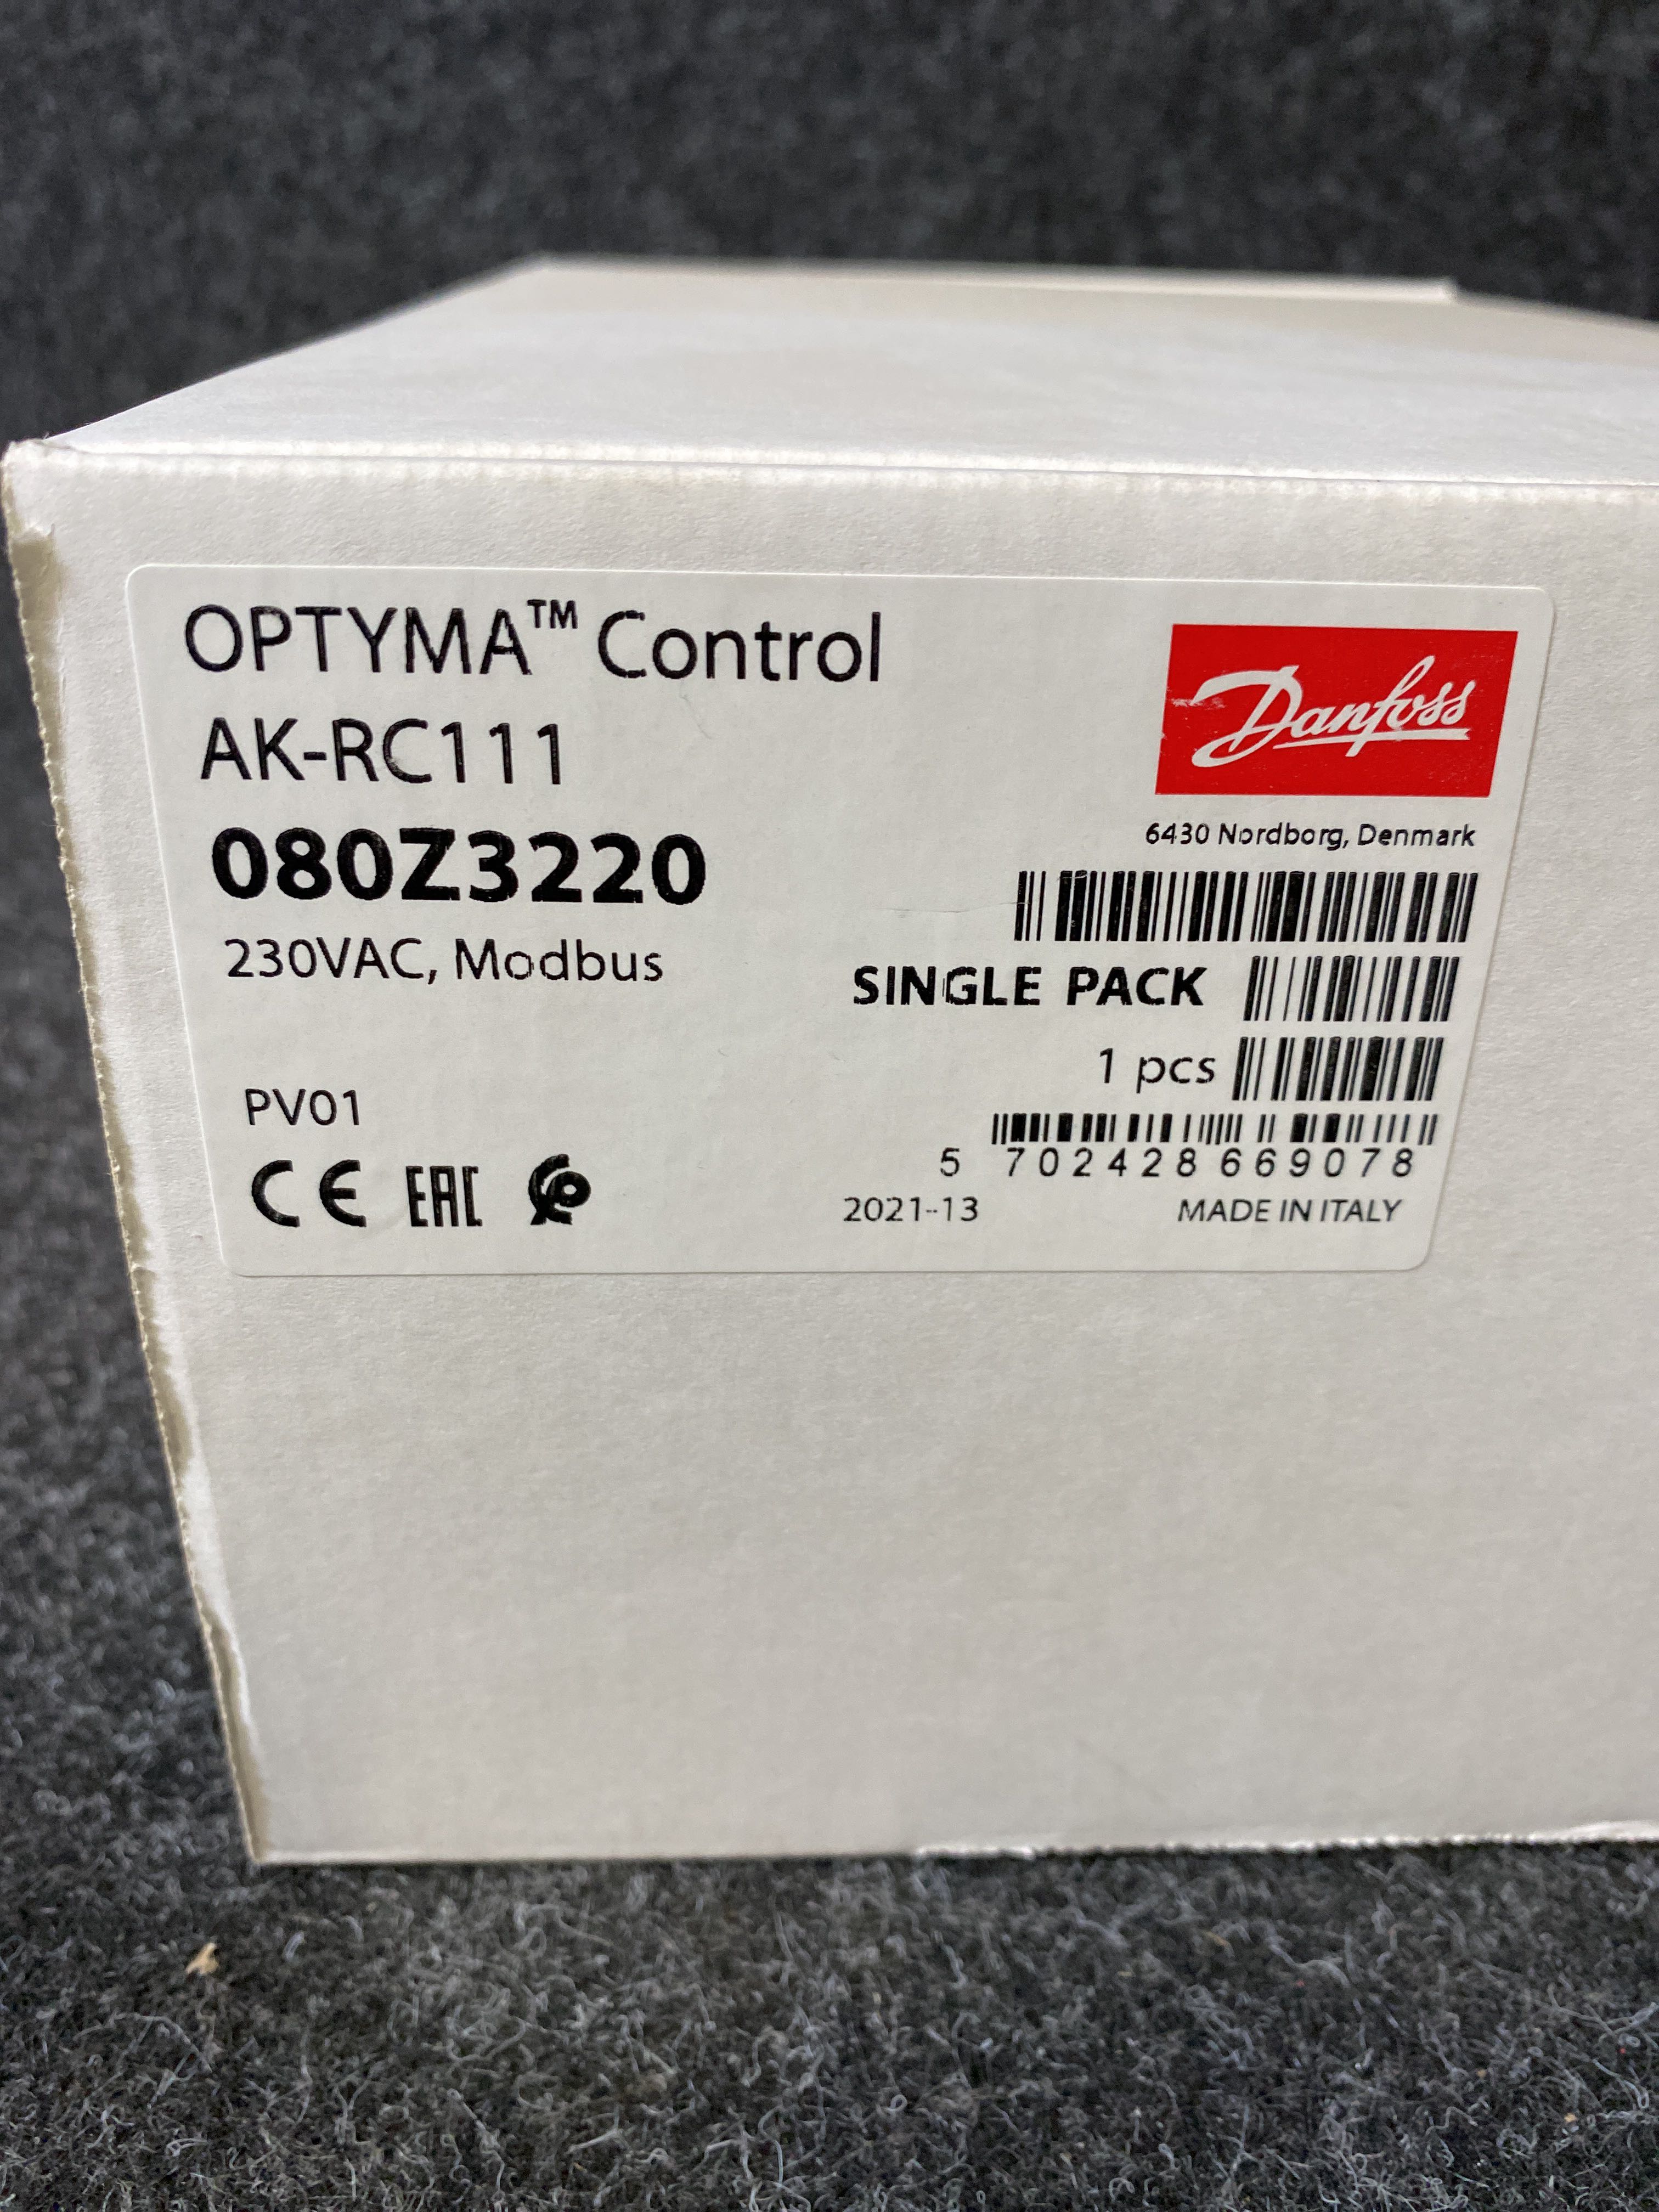 OPTYMA™ Control
AK-RC111
080Z3220
230VAC, Modbus
PV01
CE EAC
Danfoss
6430 Nordborg, Denmark
SINGLE PACK
1 pcs
5 702428 669078
2021-13
MADE IN ITALY